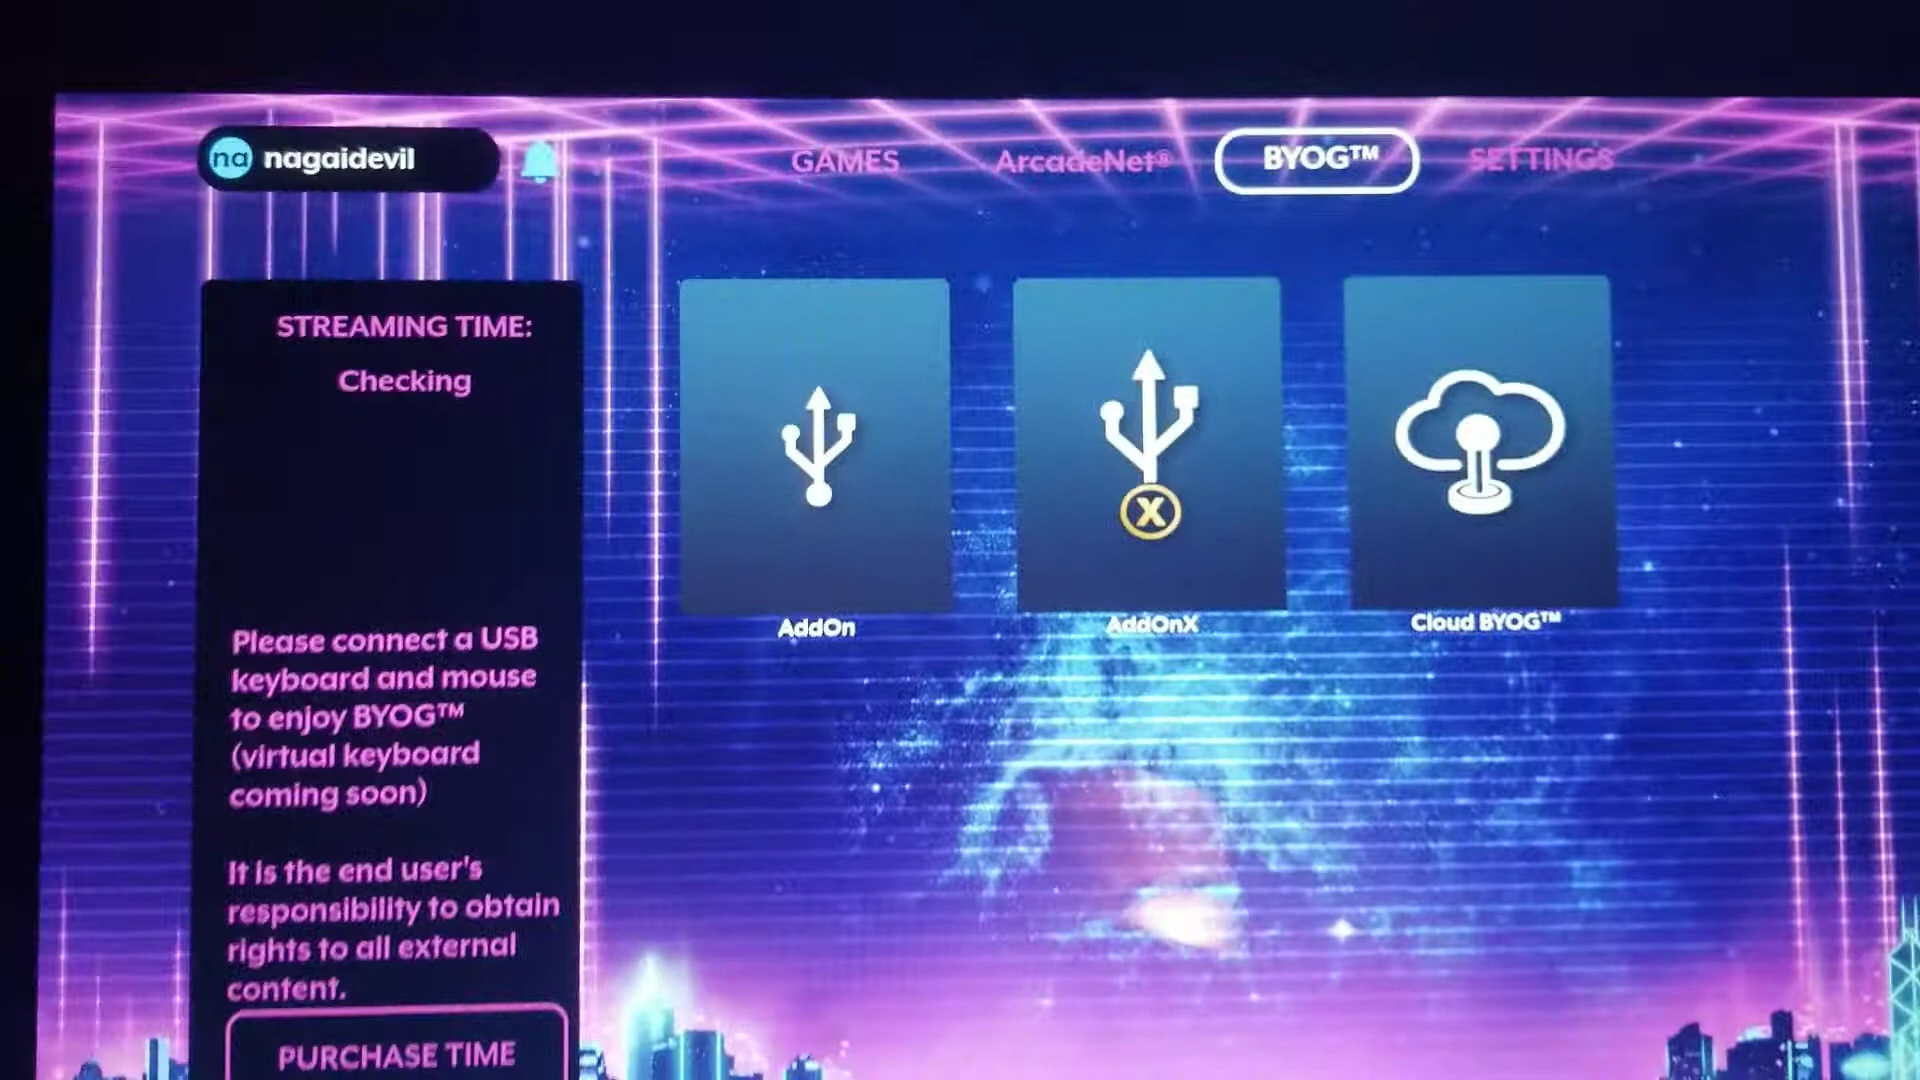 na nagaidevil
GAMES
ArcadeNet®
BYOG™
SETTINGS
STREAMING TIME:
Checking
Please connect a USB
keyboard and mouse
to enjoy BYOG™
(virtual keyboard
coming soon)
It is the end user's
responsibility to obtain
rights to all external
content.
PURCHASE TIME
X
AddOn
AddOnX
Cloud BYOG™